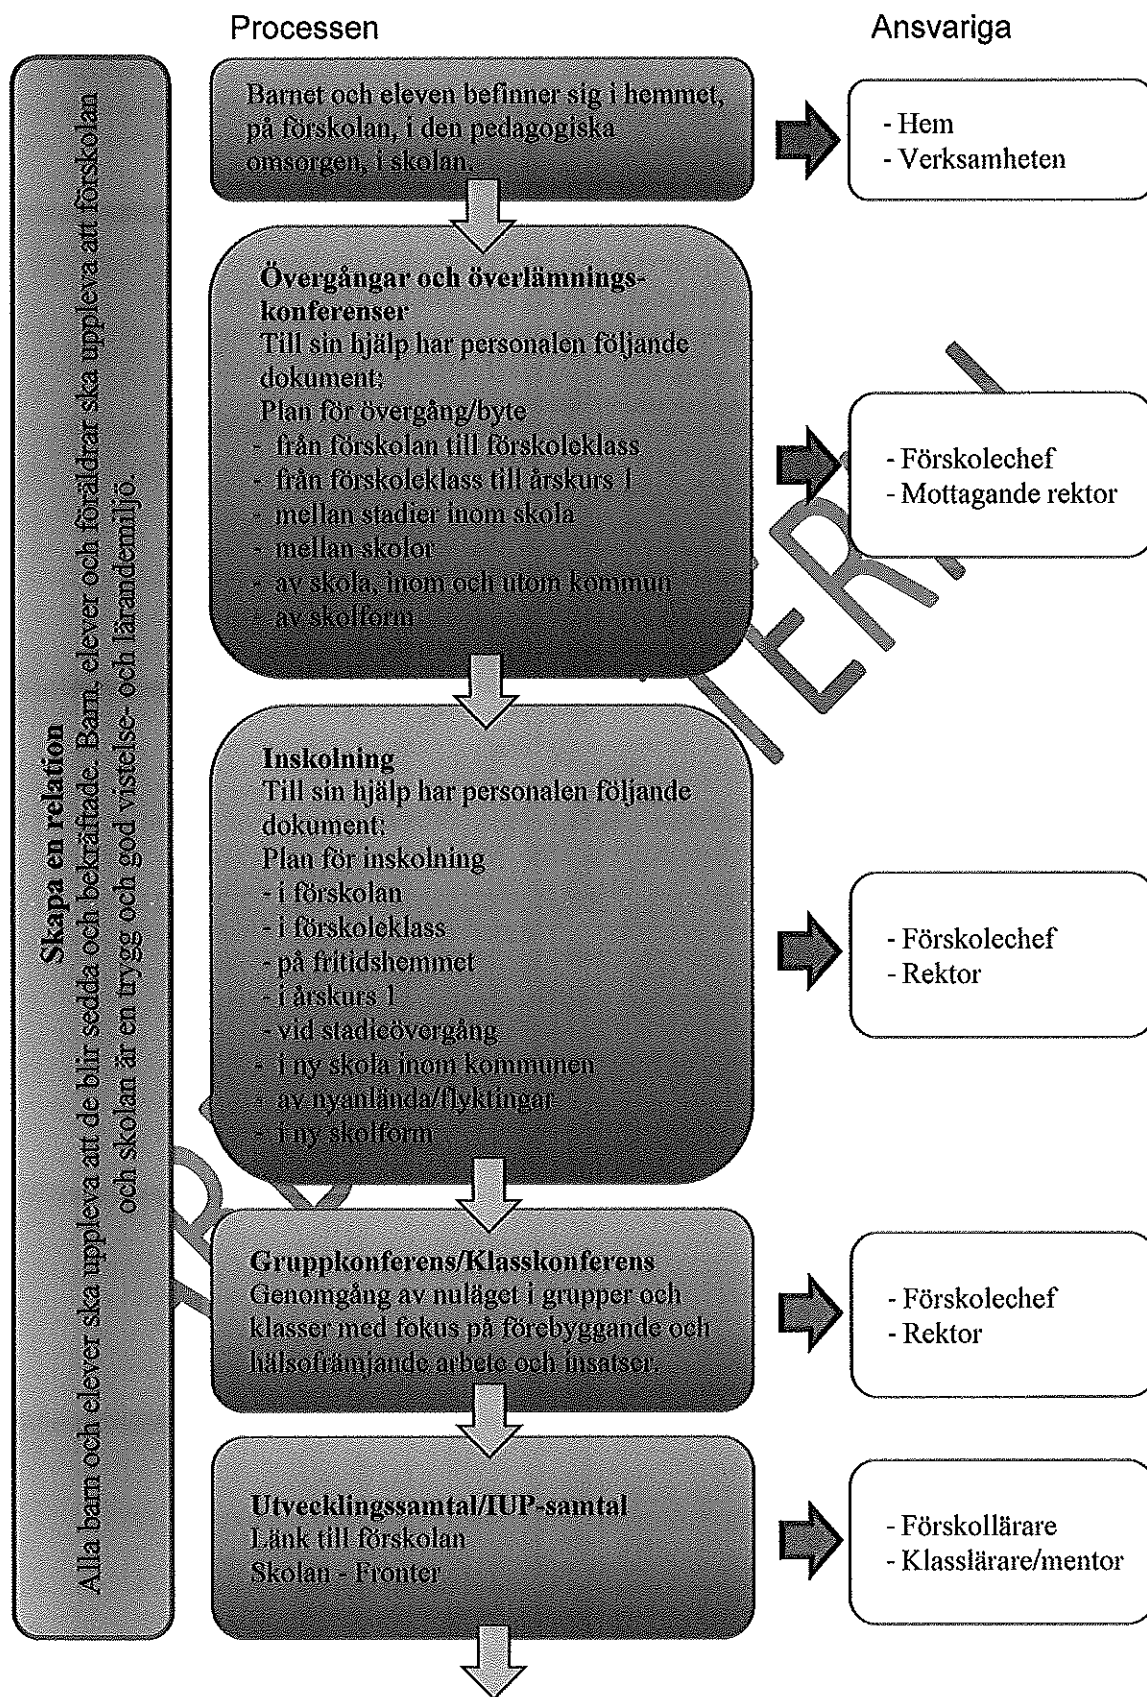 Processen
Ansvariga
Skapa en relation
Alla barn och elever ska uppleva att de blir sedda och bekräftade. Barn, elever och föräldrar ska uppleva att förskolan
och skolan är en trygg och god vistelse- och lärandemiljö.
Barnet och eleven befinner sig i hemmet,
på förskolan, i den pedagogiska
omsorgen, i skolan.
- Hem
- Verksamheten
Övergångar och överlämnings-
konferenser
Till sin hjälp har personalen följande
dokument:
Plan för övergång/byte
- från förskolan till förskoleklass
- från förskoleklass till årskurs 1
- mellan stadier inom skola
- mellan skolor
- av skola, inom och utom kommun
- av skolform
- Förskolechef
- Mottagande rektor
Inskolning
Till sin hjälp har personalen följande
dokument:
Plan för inskolning
- i förskolan
- i förskoleklass
- på fritidshemmet
- i årskurs 1
- vid stadieövergång
- i ny skola inom kommunen
- av nyanlända/flyktingar
- i ny skolform
- Förskolechef
- Rektor
Gruppkonferens/Klasskonferens
Genomgång av nuläget i grupper och
klasser med fokus på förebyggande och
hälsofrämjande arbete och insatser.
- Förskolechef
- Rektor
Utvecklingssamtal/IUP-samtal
Länk till förskolan
Skolan - Fronter
- Förskollärare
- Klasslärare/mentor